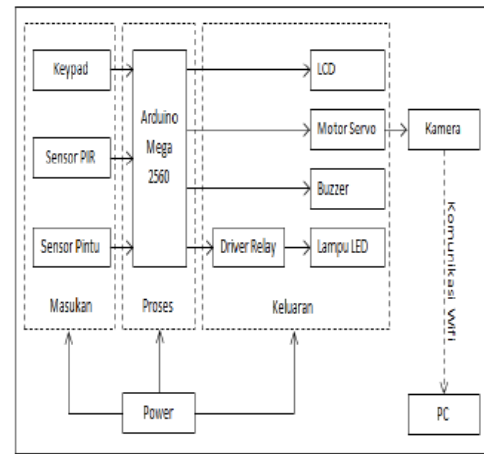 Keypad
Sensor PIR
Sensor Pintu
Masukan
Arduino
Mega
2560
Proses
LCD
Motor Servo
Buzzer
Driver Relay
Lampu LED
Keluaran
Kamera
Komunikasi Wifi
PC
Power